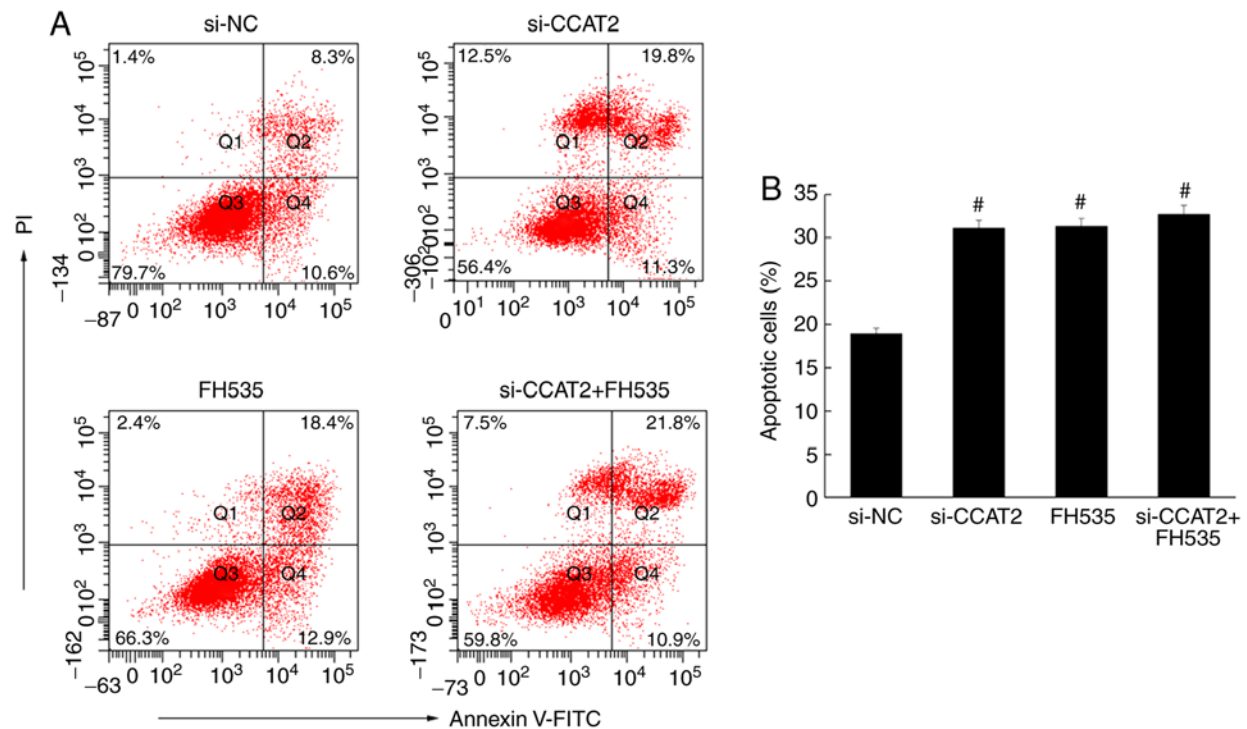 A
si-NC
1.4% 8.3%
Q1 Q2
Q3 Q4
79.7% 10.6%
10⁵
10⁴
10³
10²
0
−134
−87 0 10² 10³ 10⁴ 10⁵
si-CCAT2
12.5% 19.8%
Q1 Q2
Q3 Q4
56.4% 11.3%
10⁵
10⁴
10³
10²
0
−10²
−306
0 10¹ 10² 10³ 10⁴ 10⁵
PI
FH535
2.4% 18.4%
Q1 Q2
Q3 Q4
66.3% 12.9%
10⁵
10⁴
10³
10²
0
−162
−63 0 10² 10³ 10⁴ 10⁵
si-CCAT2+FH535
7.5% 21.8%
Q1 Q2
Q3 Q4
59.8% 10.9%
10⁵
10⁴
10³
10²
0
−173
−73 0 10² 10³ 10⁴ 10⁵
Annexin V-FITC
B
Apoptotic cells (%)
35
30
25
20
15
10
5
0
# # #
si-NC si-CCAT2 FH535 si-CCAT2+
FH535